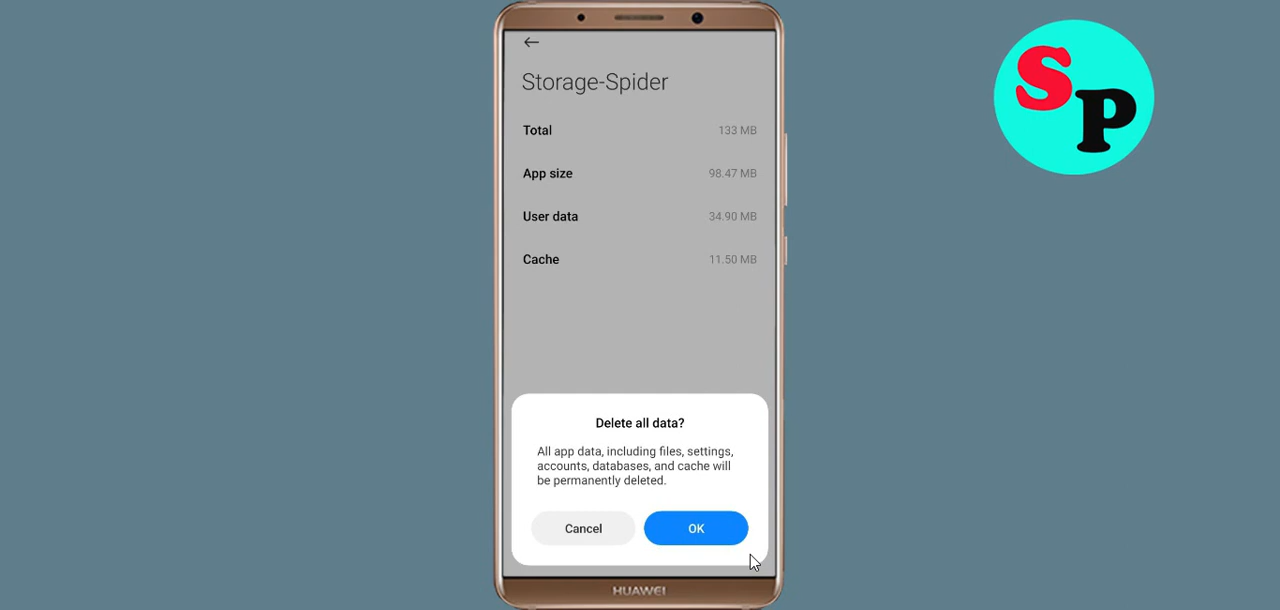 Storage-Spider
Total 133 MB
App size 98.47 MB
User data 34.90 MB
Cache 11.50 MB
Delete all data?
All app data, including files, settings,
accounts, databases, and cache will
be permanently deleted.
Cancel OK
HUAWEI
SP